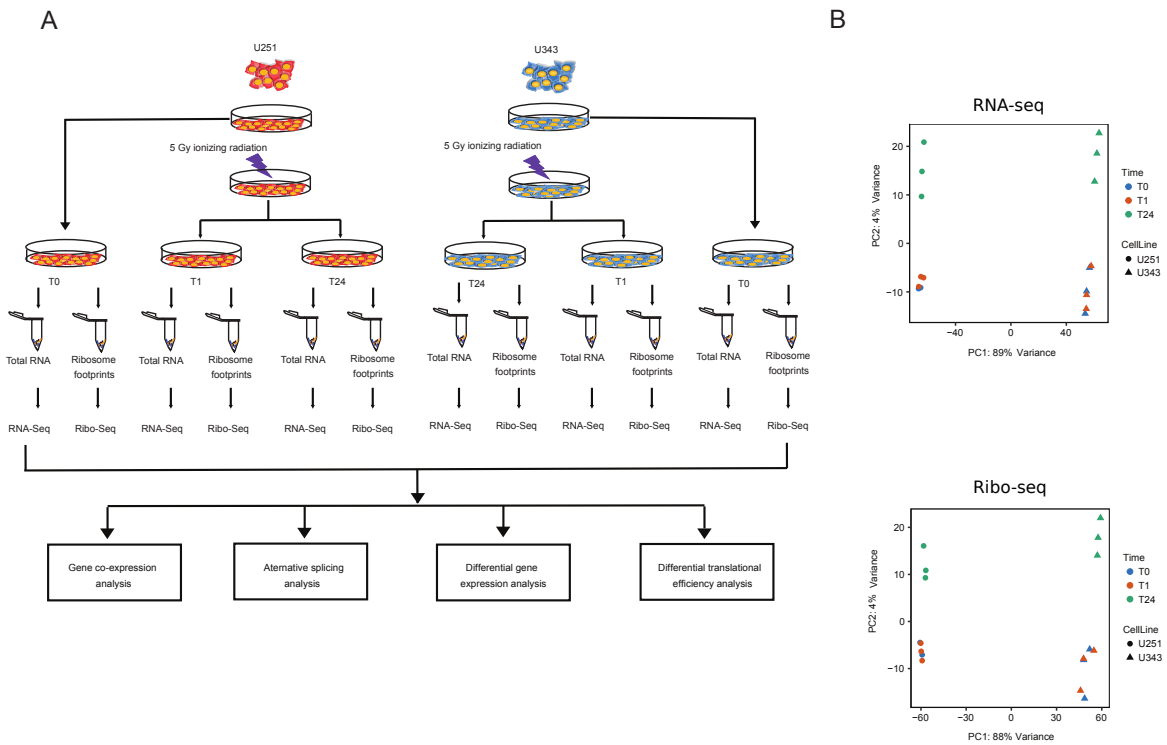 A
U251
U343
5 Gy ionizing radiation
5 Gy ionizing radiation
T0
T1
T24
T24
T1
T0
Total RNA
Ribosome
footprints
Total RNA
Ribosome
footprints
Total RNA
Ribosome
footprints
Total RNA
Ribosome
footprints
Total RNA
Ribosome
footprints
Total RNA
Ribosome
footprints
RNA-Seq
Ribo-Seq
RNA-Seq
Ribo-Seq
RNA-Seq
Ribo-Seq
RNA-Seq
Ribo-Seq
RNA-Seq
Ribo-Seq
RNA-Seq
Ribo-Seq
Gene co-expression
analysis
Aternative splicing
analysis
Differential gene
expression analysis
Differential translational
efficiency analysis
B
RNA-seq
PC2: 4% Variance
20
10
0
−10
−40
0
40
PC1: 89% Variance
Time
T0
T1
T24
CellLine
U251
U343
Ribo-seq
PC2: 4% Variance
20
10
0
−10
−60
−30
0
30
60
PC1: 88% Variance
Time
T0
T1
T24
CellLine
U251
U343